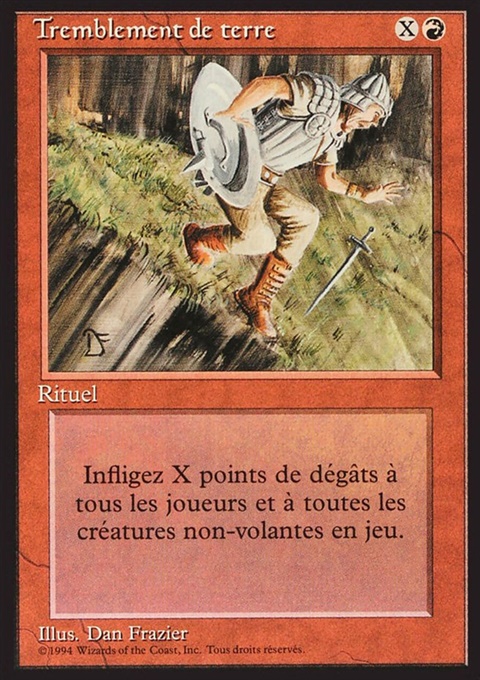 Tremblement de terre X
DF
Rituel
Infligez X points de dégâts à
tous les joueurs et à toutes les
créatures non-volantes en jeu.
Illus. Dan Frazier
©1994 Wizards of the Coast, Inc. Tous droits réservés.